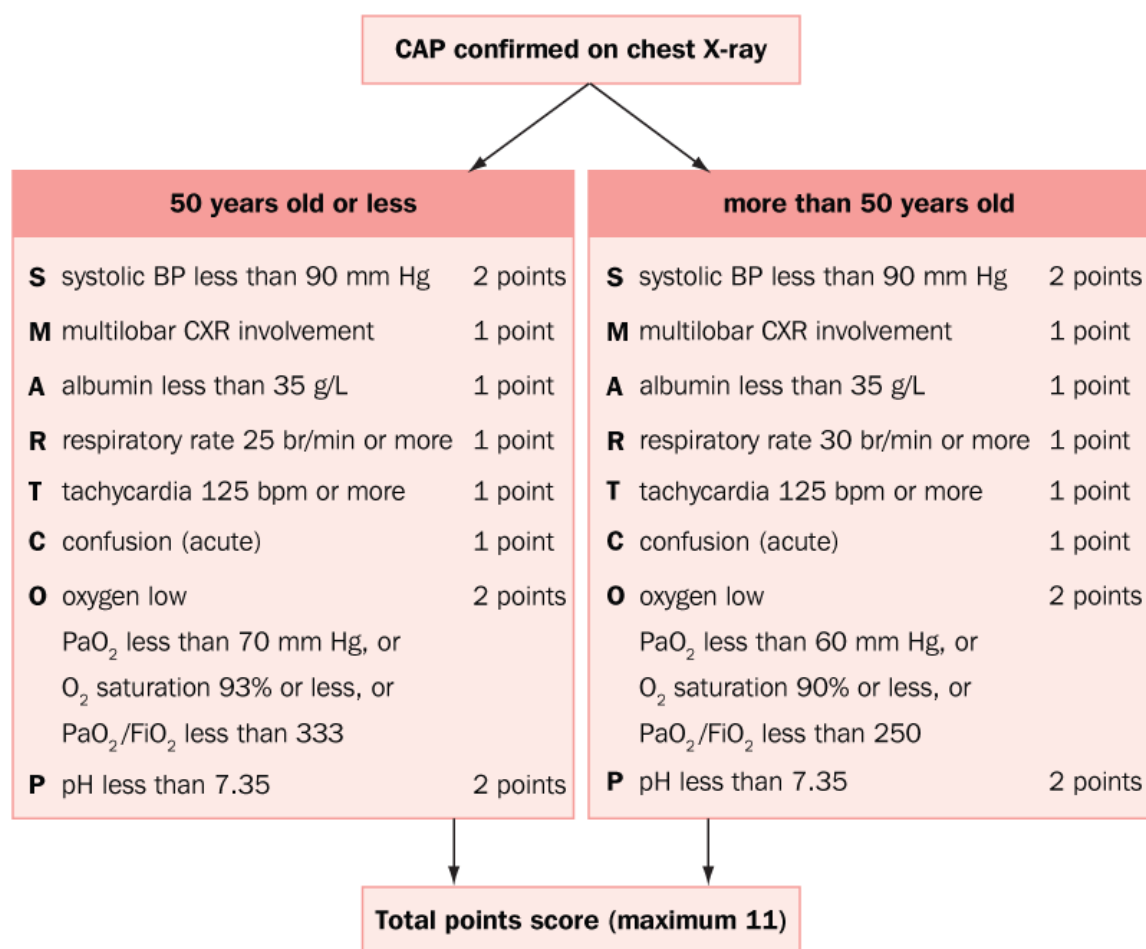 CAP confirmed on chest X-ray
50 years old or less
S systolic BP less than 90 mm Hg 2 points
M multilobar CXR involvement 1 point
A albumin less than 35 g/L 1 point
R respiratory rate 25 br/min or more 1 point
T tachycardia 125 bpm or more 1 point
C confusion (acute) 1 point
O oxygen low 2 points
PaO₂ less than 70 mm Hg, or
O₂ saturation 93% or less, or
PaO₂/FiO₂ less than 333
P pH less than 7.35 2 points
more than 50 years old
S systolic BP less than 90 mm Hg 2 points
M multilobar CXR involvement 1 point
A albumin less than 35 g/L 1 point
R respiratory rate 30 br/min or more 1 point
T tachycardia 125 bpm or more 1 point
C confusion (acute) 1 point
O oxygen low 2 points
PaO₂ less than 60 mm Hg, or
O₂ saturation 90% or less, or
PaO₂/FiO₂ less than 250
P pH less than 7.35 2 points
Total points score (maximum 11)